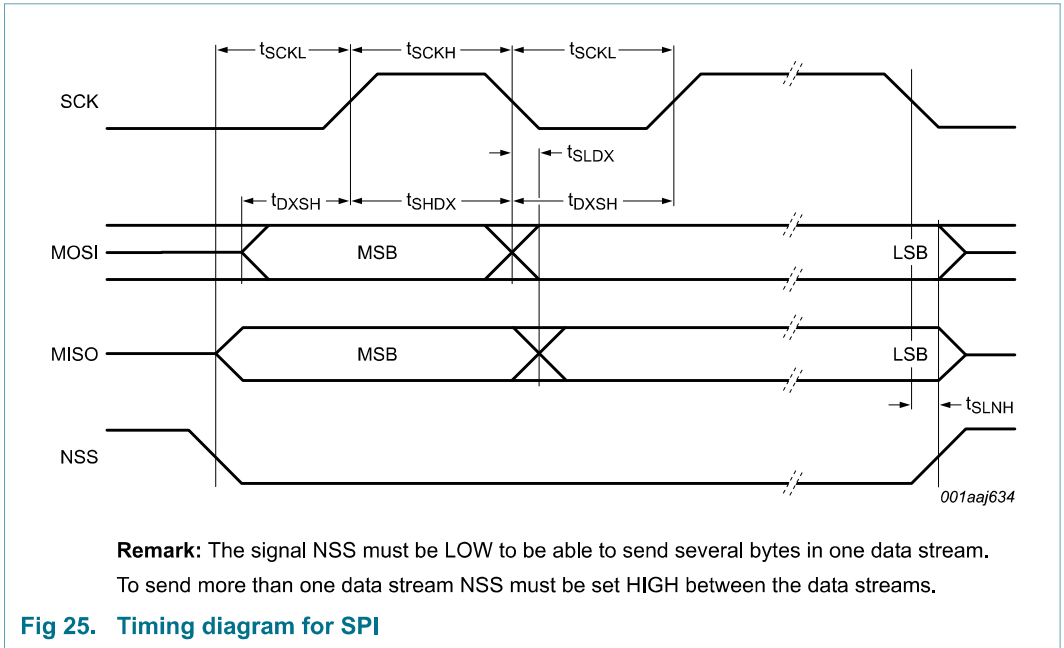 tSCKL tSCKH tSCKL
SCK
tSLDX
tDXSH tSHDX tDXSH
MOSI MSB LSB
MISO MSB LSB
tSLNH
NSS
001aaj634
Remark: The signal NSS must be LOW to be able to send several bytes in one data stream.
To send more than one data stream NSS must be set HIGH between the data streams.
Fig 25. Timing diagram for SPI